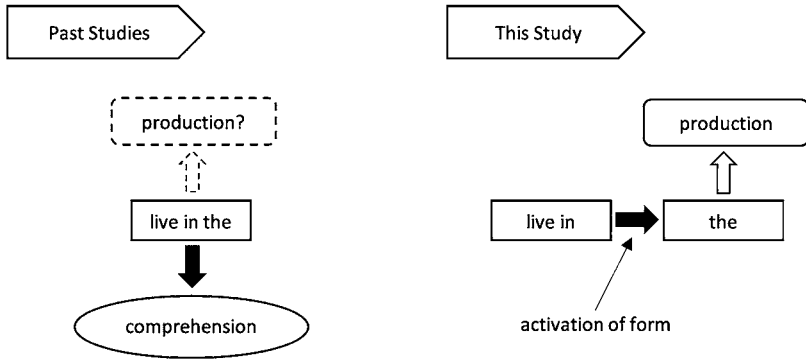 Past Studies
This Study
production?
production
live in the
live in
the
comprehension
activation of form